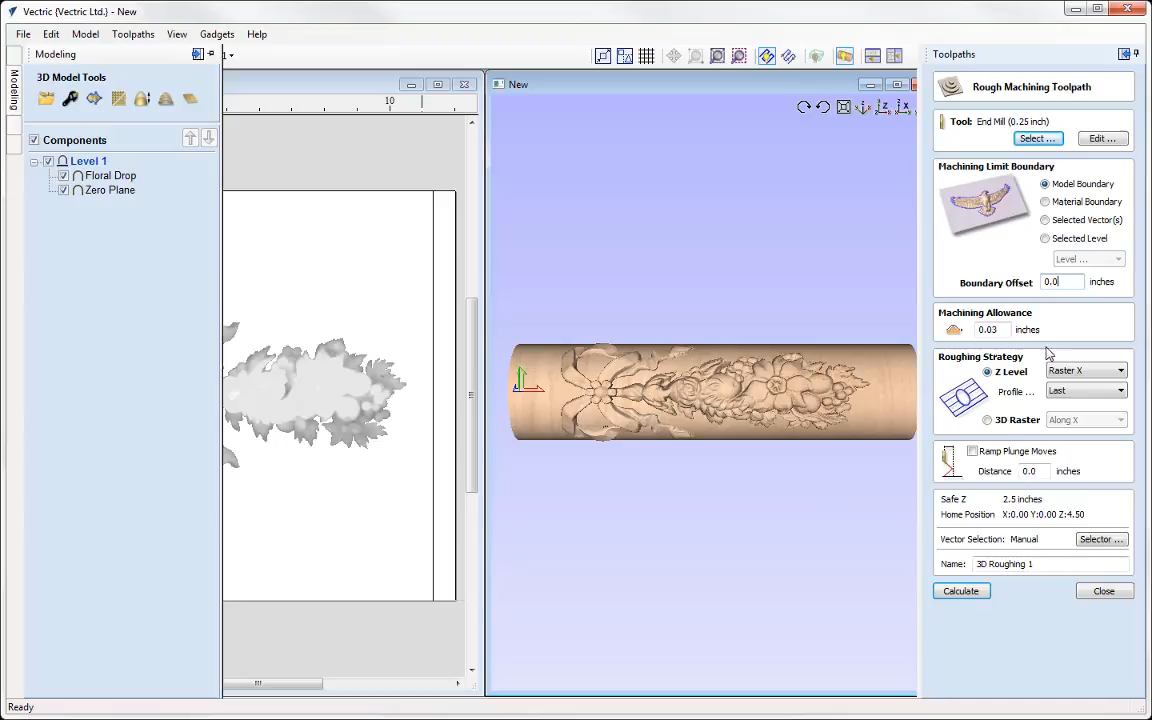 Vectric {Vectric Ltd.} - New
File Edit Model Toolpaths View Gadgets Help
Modeling
3D Model Tools
Modeling
Components
Level 1
Floral Drop
Zero Plane
1
10
New
Toolpaths
Rough Machining Toolpath
Tool: End Mill (0.25 inch)
Select ... Edit ...
Machining Limit Boundary
Model Boundary
Material Boundary
Selected Vector(s)
Selected Level
Level ...
Boundary Offset 0.0 inches
Machining Allowance
0.03 inches
Roughing Strategy
Z Level Raster X
Profile ... Last
3D Raster Along X
Ramp Plunge Moves
Distance 0.0 inches
Safe Z 2.5 inches
Home Position X:0.00 Y:0.00 Z:4.50
Vector Selection: Manual Selector ...
Name: 3D Roughing 1
Calculate Close
Ready